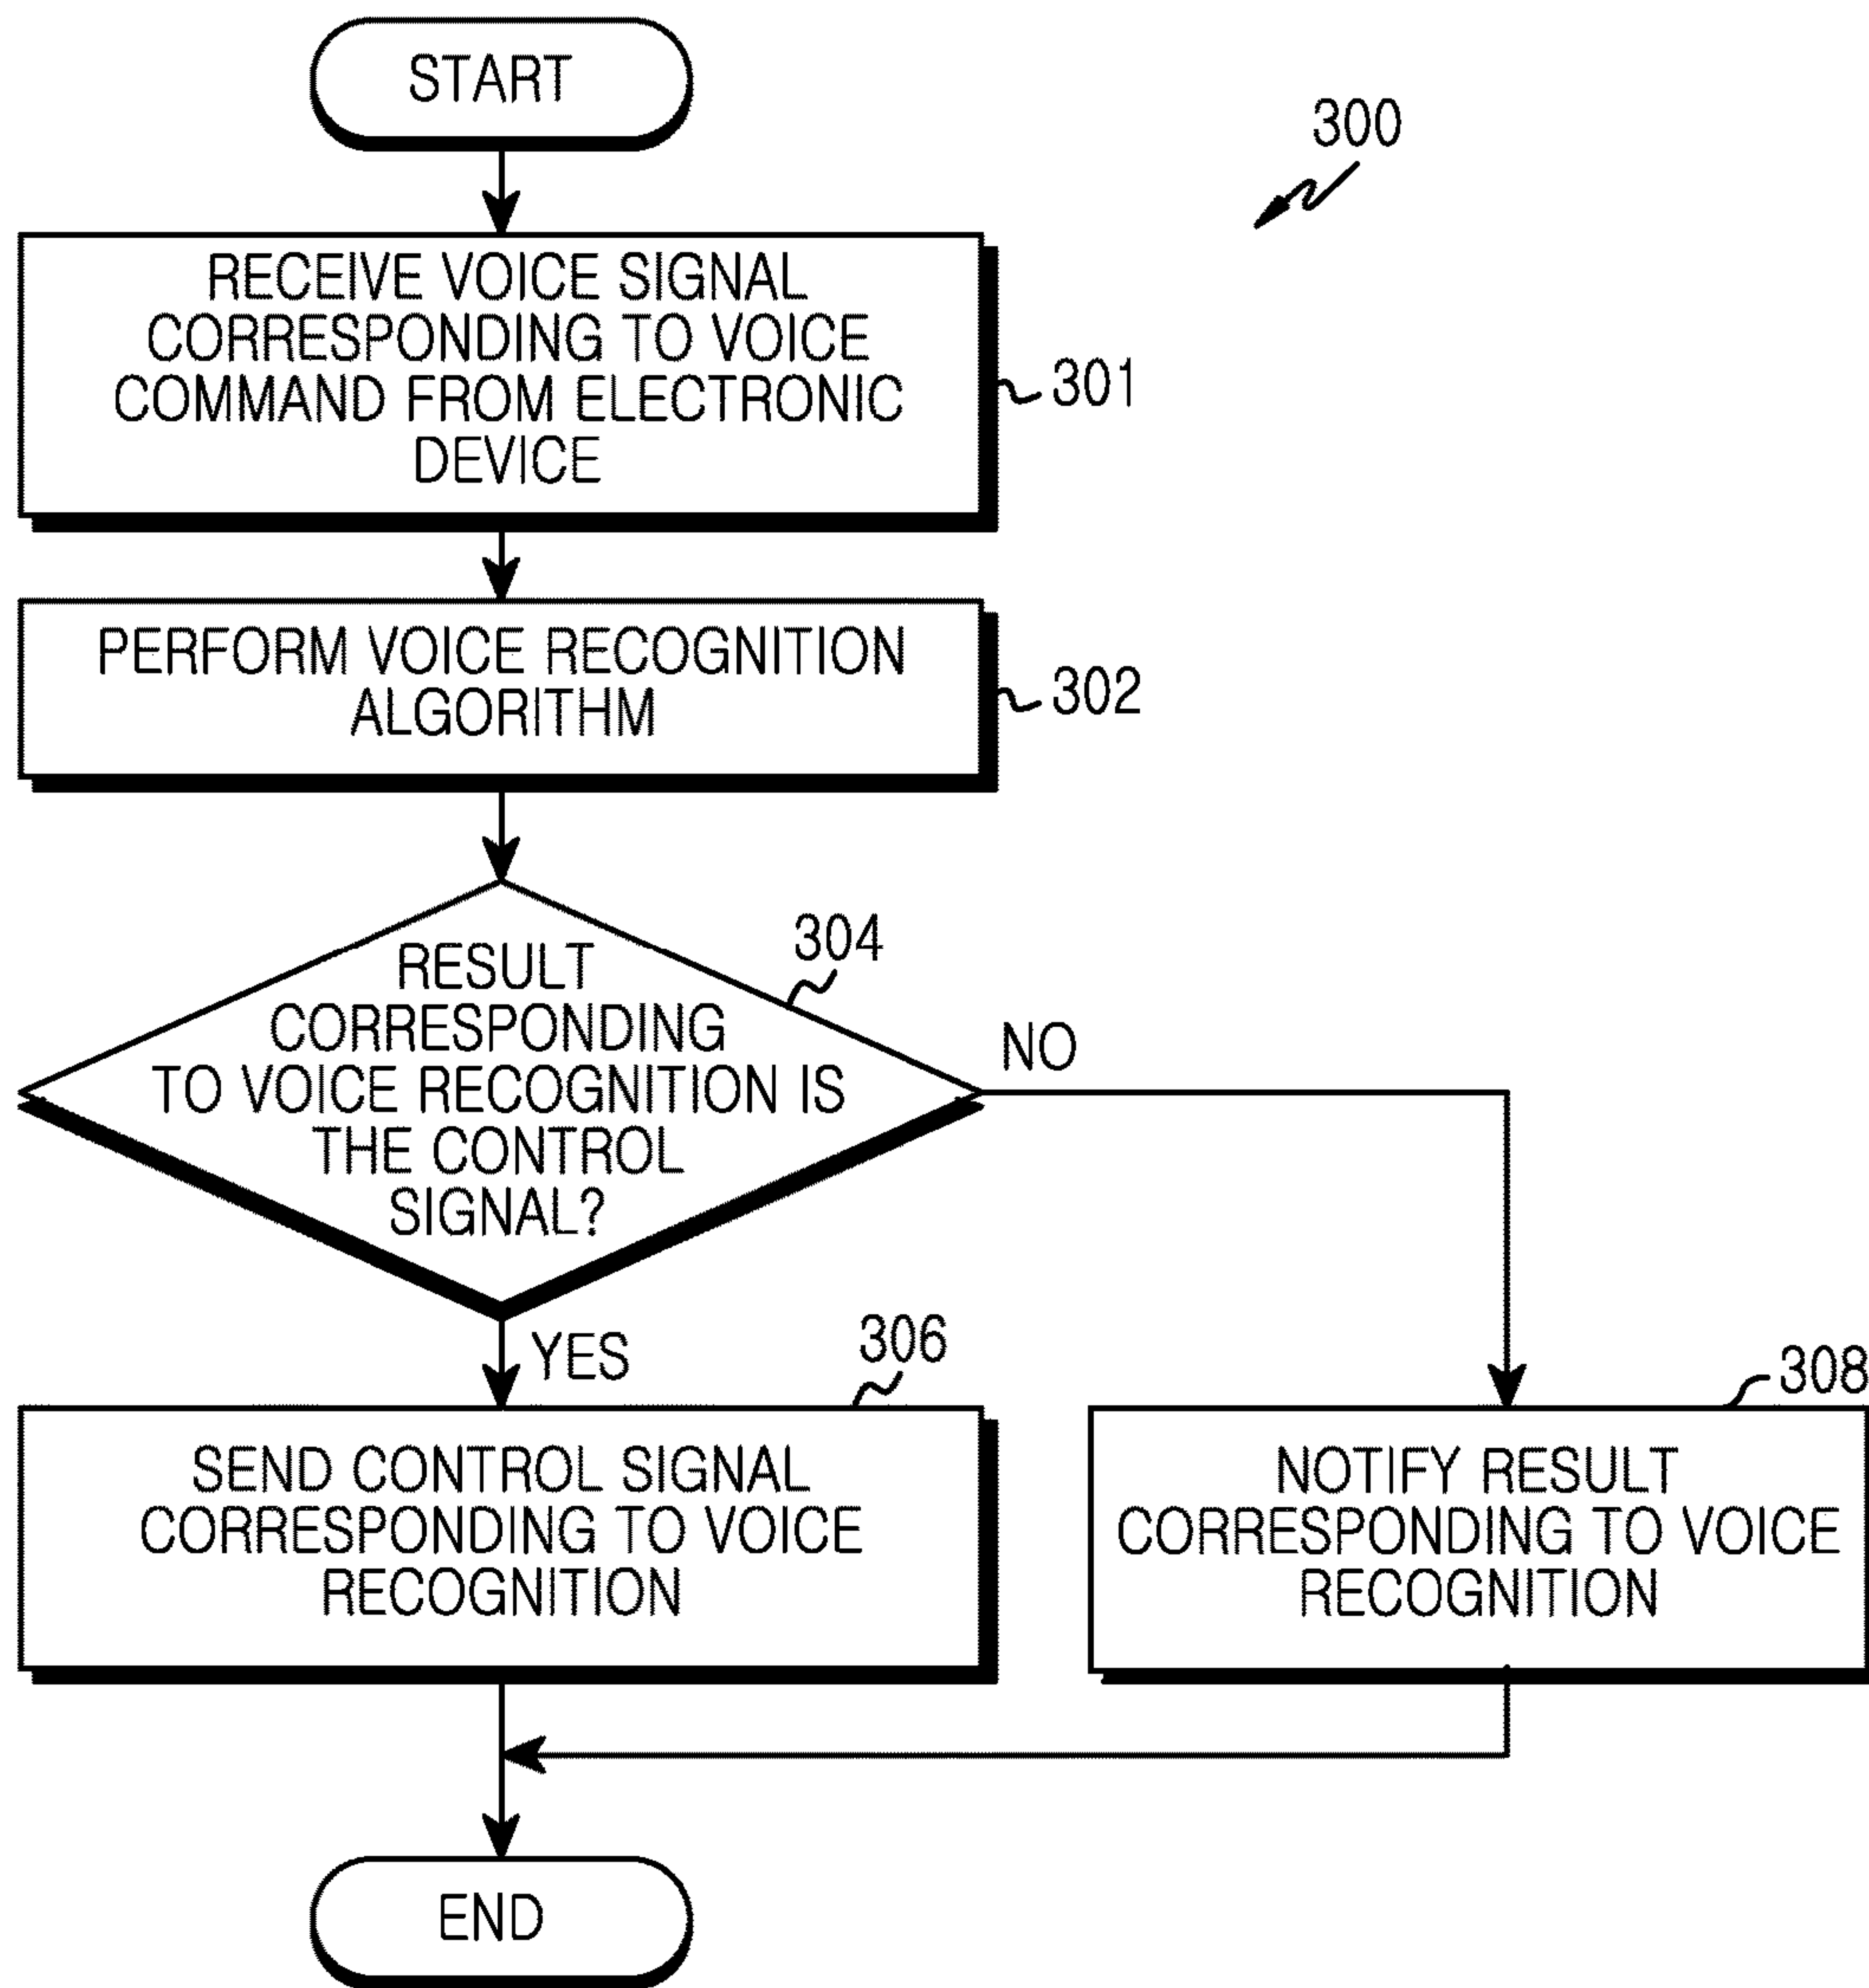 START
300
RECEIVE VOICE SIGNAL
CORRESPONDING TO VOICE
COMMAND FROM ELECTRONIC
DEVICE
301
PERFORM VOICE RECOGNITION
ALGORITHM
302
304
RESULT
CORRESPONDING
TO VOICE RECOGNITION IS
THE CONTROL
SIGNAL?
NO
YES
306
SEND CONTROL SIGNAL
CORRESPONDING TO VOICE
RECOGNITION
308
NOTIFY RESULT
CORRESPONDING TO VOICE
RECOGNITION
END